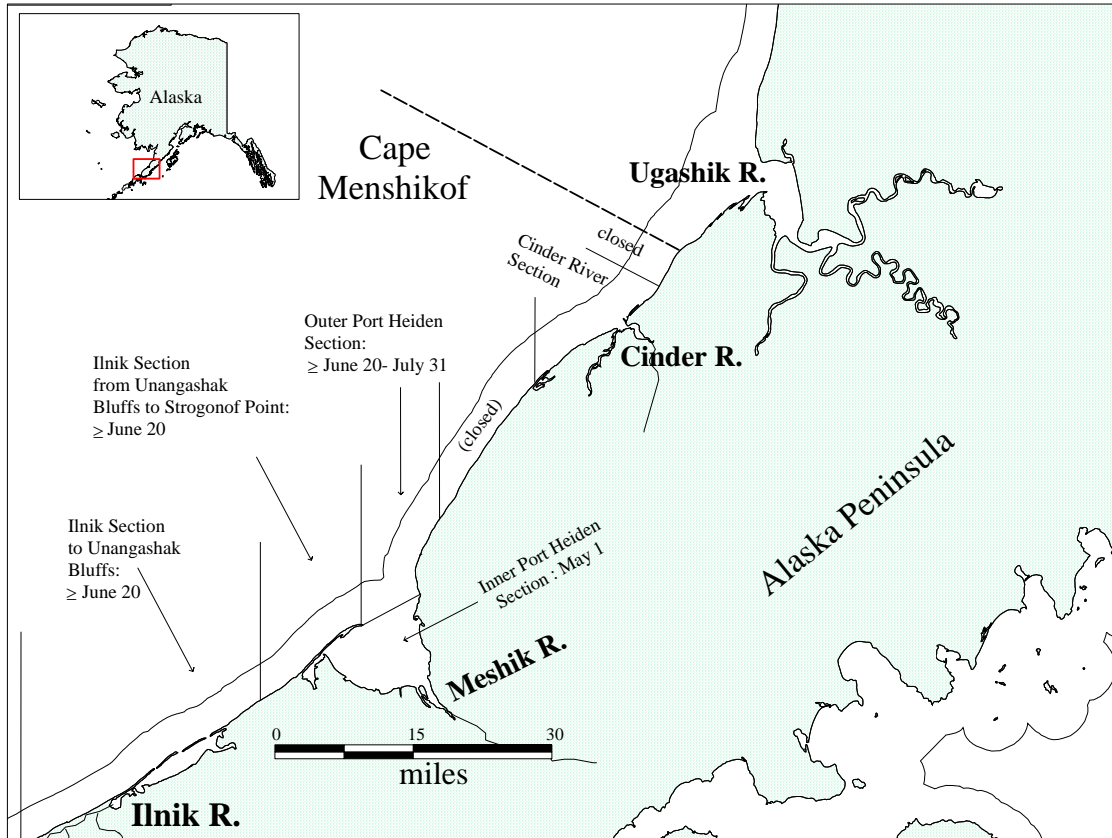 Alaska
Cape
Menshikof
Ugashik R.
closed
Cinder River
Section
Outer Port Heiden
Section:
≥ June 20- July 31
Cinder R.
Ilnik Section
from Unangashak
Bluffs to Strogonof Point:
≥ June 20
(closed)
Alaska Peninsula
Ilnik Section
to Unangashak
Bluffs:
≥ June 20
Inner Port Heiden
Section : May 1
Meshik R.
0 15 30
miles
Ilnik R.